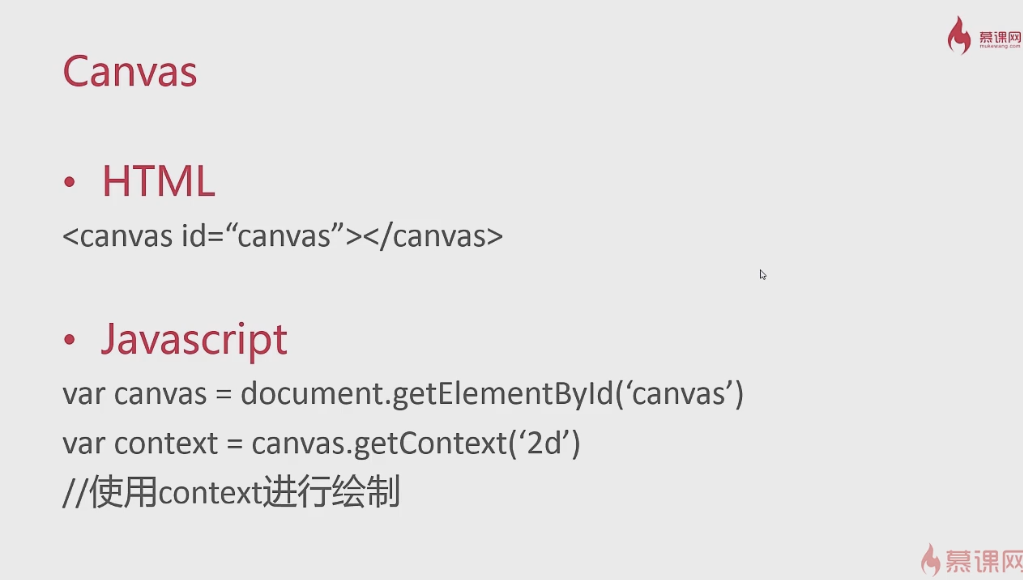 慕课网
mukewang.com
Canvas
• HTML
<canvas id=“canvas”></canvas>
• Javascript
var canvas = document.getElementById(‘canvas’)
var context = canvas.getContext(‘2d’)
//使用context进行绘制
慕课网